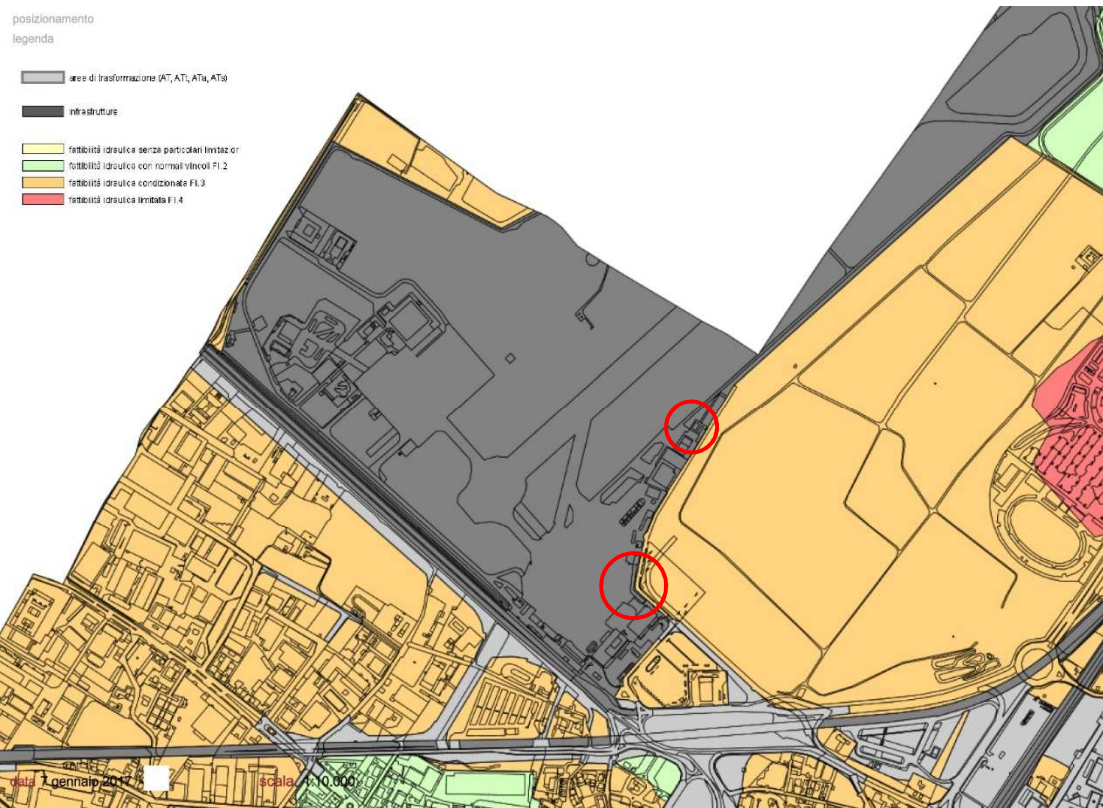 posizionamento
legenda
aree di trasformazione (AT, ATt, ATa, ATs)
infrastrutture
fattibilità idraulica senza particolari limitazior
fattibilità idraulica con normali vincoli FI.2
fattibilità idraulica condizionata FI.3
fattibilità idraulica limitata FI.4
data 7 gennaio 2017
scala 1:10.000